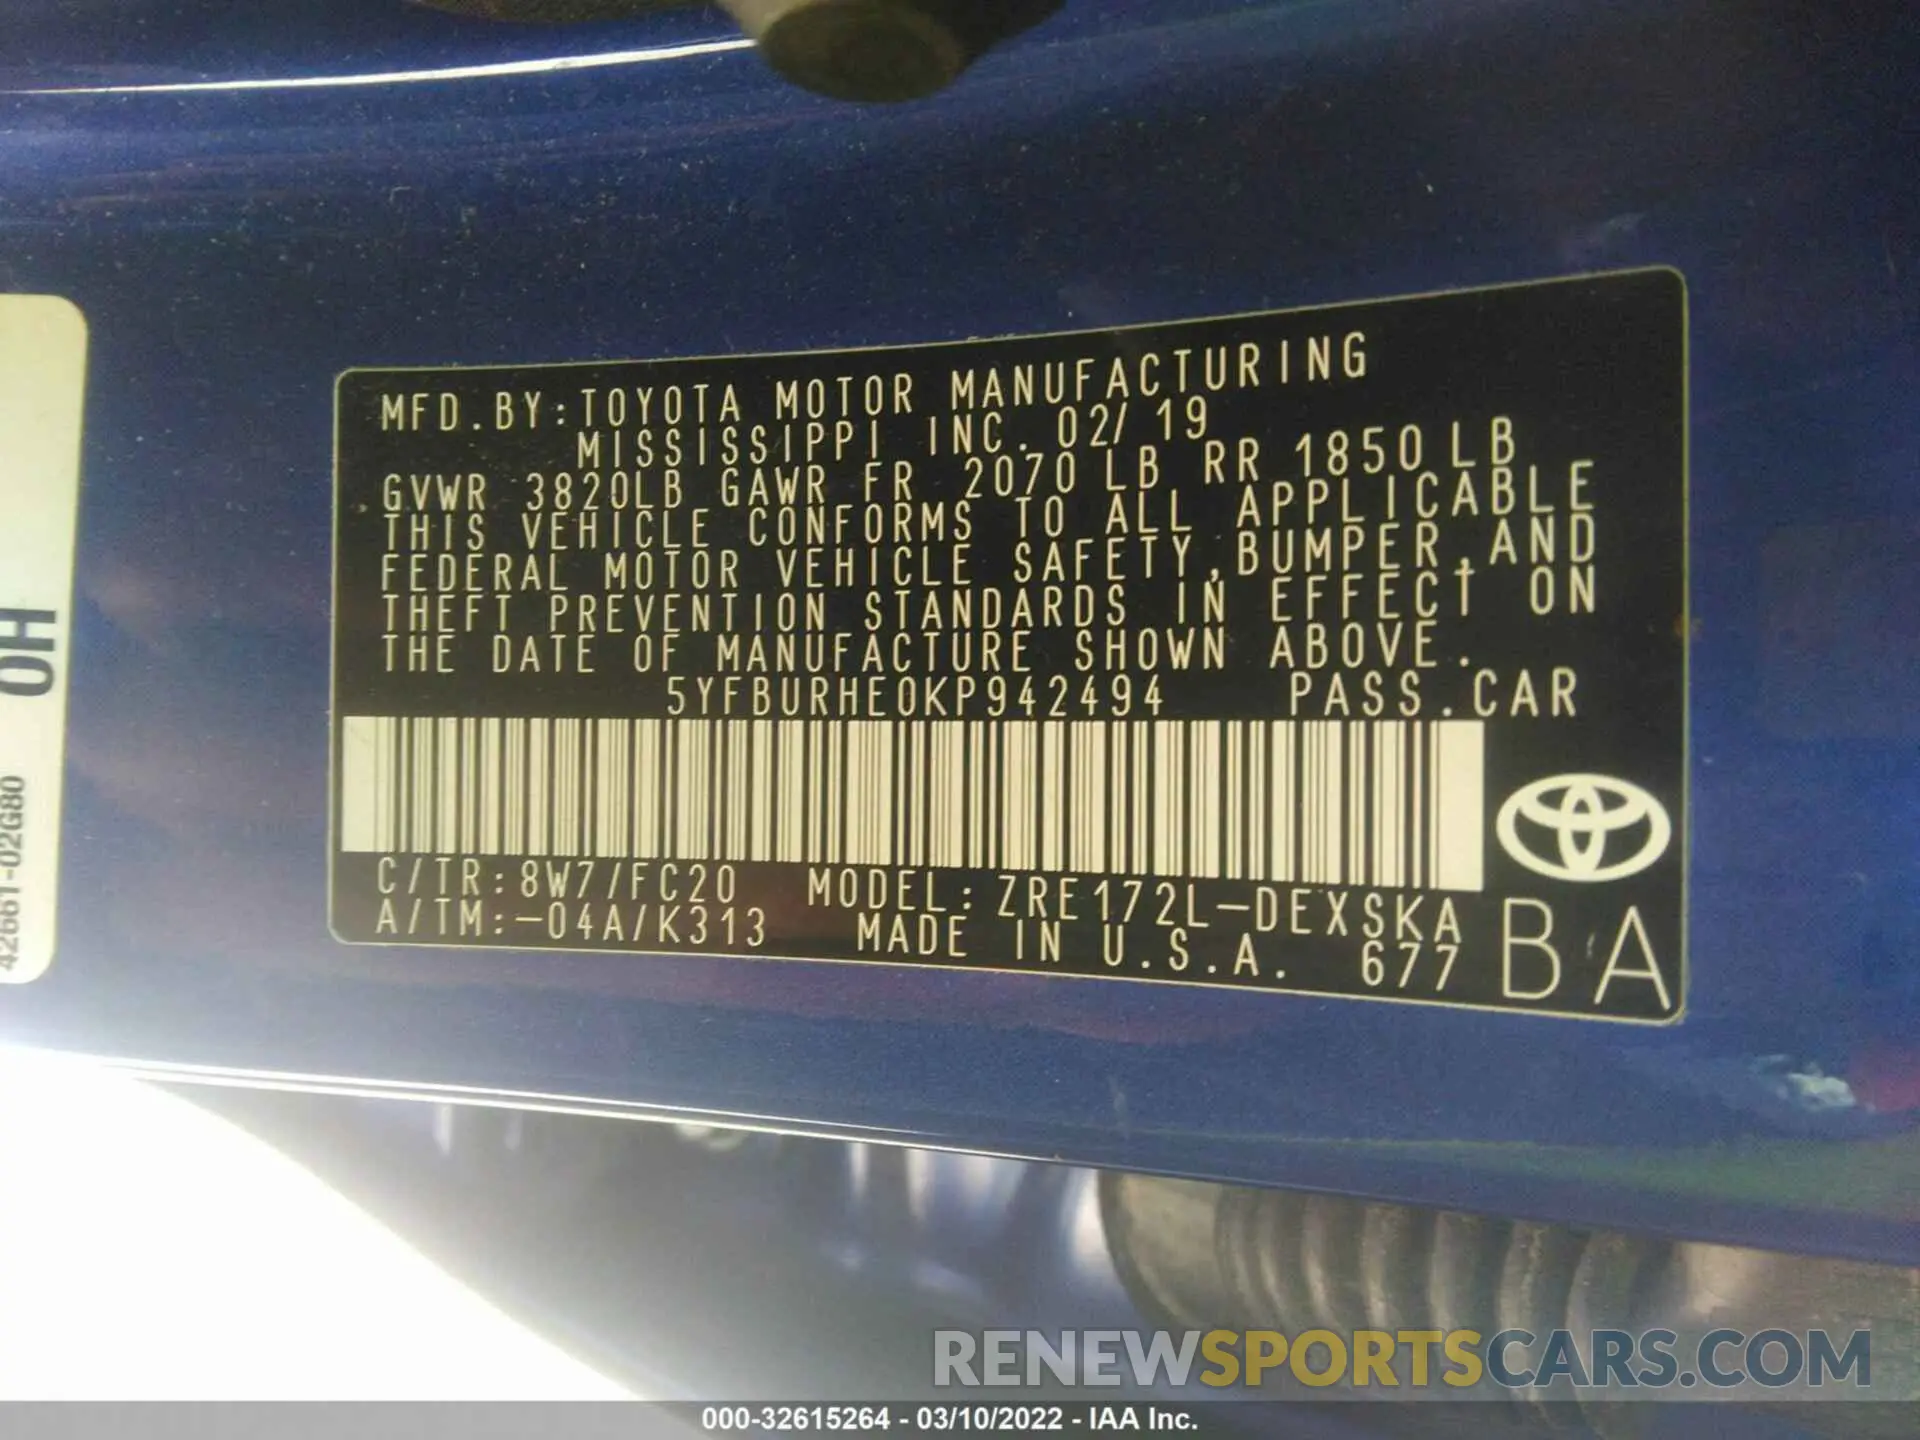 MFD.BY:TOYOTA MOTOR MANUFACTURING
MISSISSIPPI INC. 02/19
GVWR 3820LB GAWR FR 2070LB RR 1850LB
THIS VEHICLE CONFORMS TO ALL APPLICABLE
FEDERAL MOTOR VEHICLE SAFETY,BUMPER,AND
THEFT PREVENTION STANDARDS IN EFFECT ON
THE DATE OF MANUFACTURE SHOWN ABOVE.
5YFBURHE0KP942494 PASS.CAR
C/TR:8W7/FC20 MODEL:ZRE172L-DEXSKA
A/TM:-04A/K313 MADE IN U.S.A. 677
BA
0H
42661-02G80
RENEWSPORTSCARS.COM
000-32615264 - 03/10/2022 - IAA Inc.